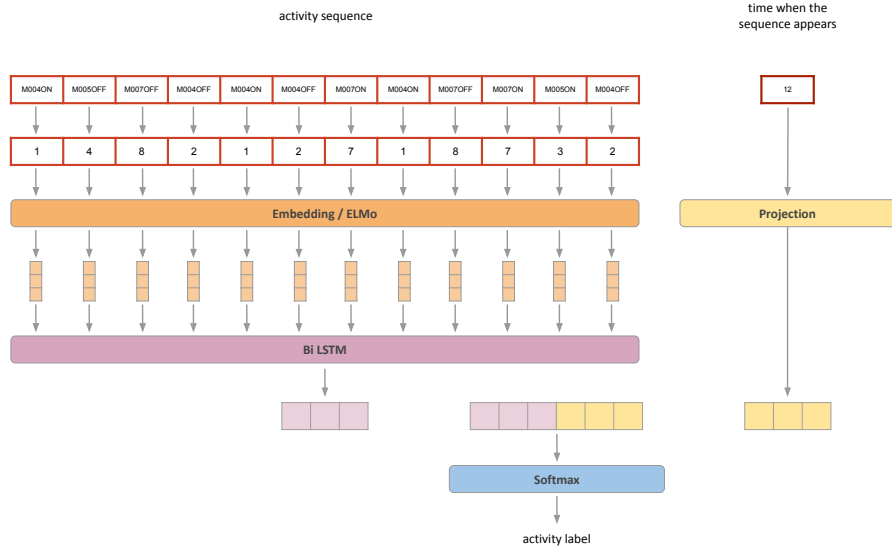 activity sequence
time when the
sequence appears
M004ON M005OFF M007OFF M004OFF M004ON M004OFF M007ON M004ON M007OFF M007ON M005ON M004OFF
12
1 4 8 2 1 2 7 1 8 7 3 2
Embedding / ELMo
Projection
Bi LSTM
Softmax
activity label